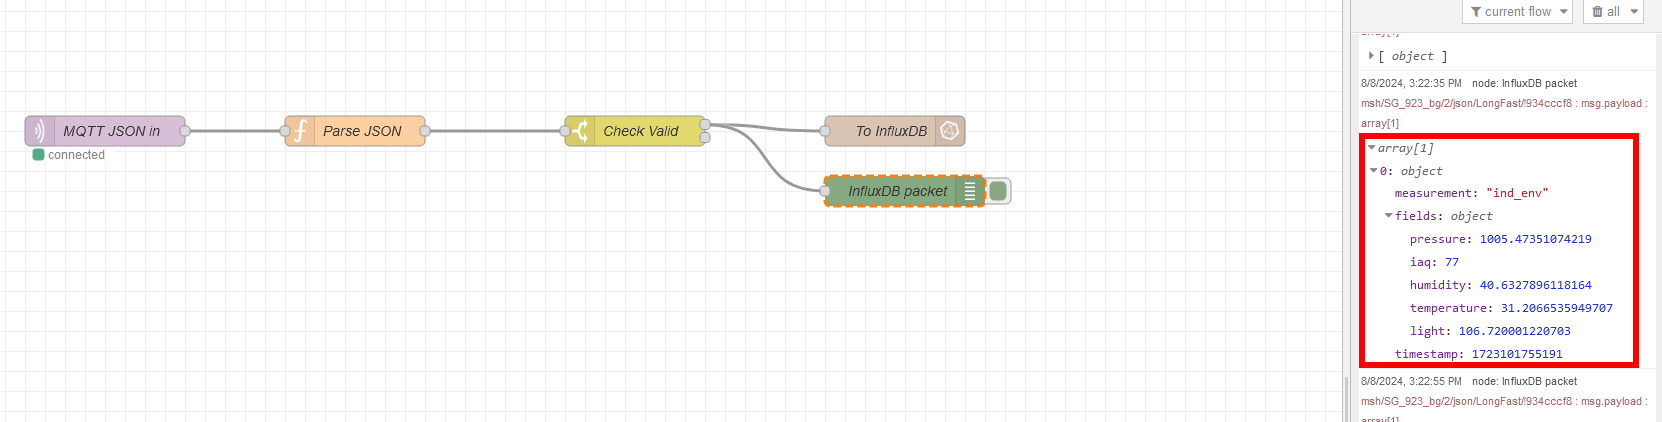 current flow
all
array[1]
[ object ]
8/8/2024, 3:22:35 PM node: InfluxDB packet
msh/SG_923_bg/2/json/LongFast/!934cccf8 : msg.payload :
array[1]
array[1]
0: object
measurement: "ind_env"
fields: object
pressure: 1005.47351074219
iaq: 77
humidity: 40.6327896118164
temperature: 31.2066535949707
light: 106.720001220703
timestamp: 1723101755191
8/8/2024, 3:22:55 PM node: InfluxDB packet
msh/SG_923_bg/2/json/LongFast/!934cccf8 : msg.payload :
array[1]
MQTT JSON in
connected
Parse JSON
Check Valid
To InfluxDB
InfluxDB packet